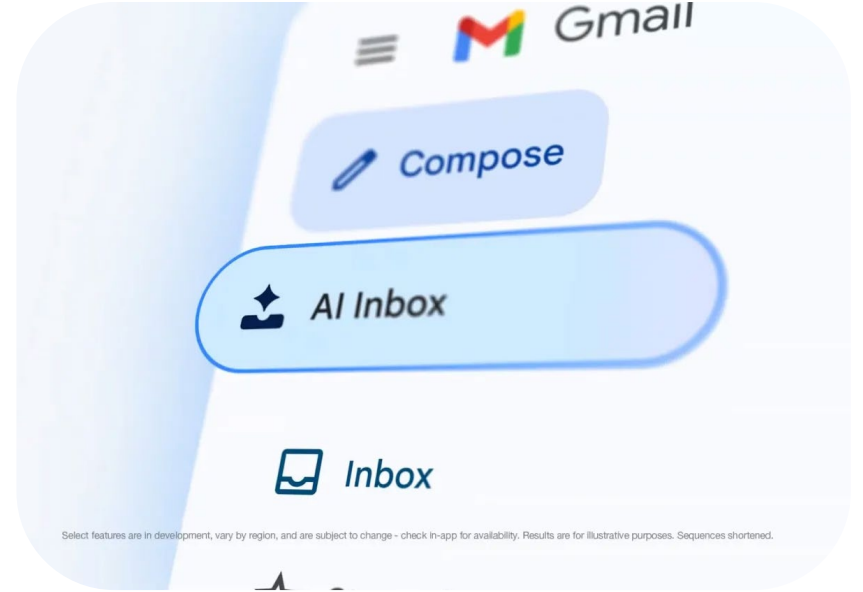 Gmail
Compose
AI Inbox
Inbox
Select features are in development, vary by region, and are subject to change - check in-app for availability. Results are for illustrative purposes. Sequences shortened.